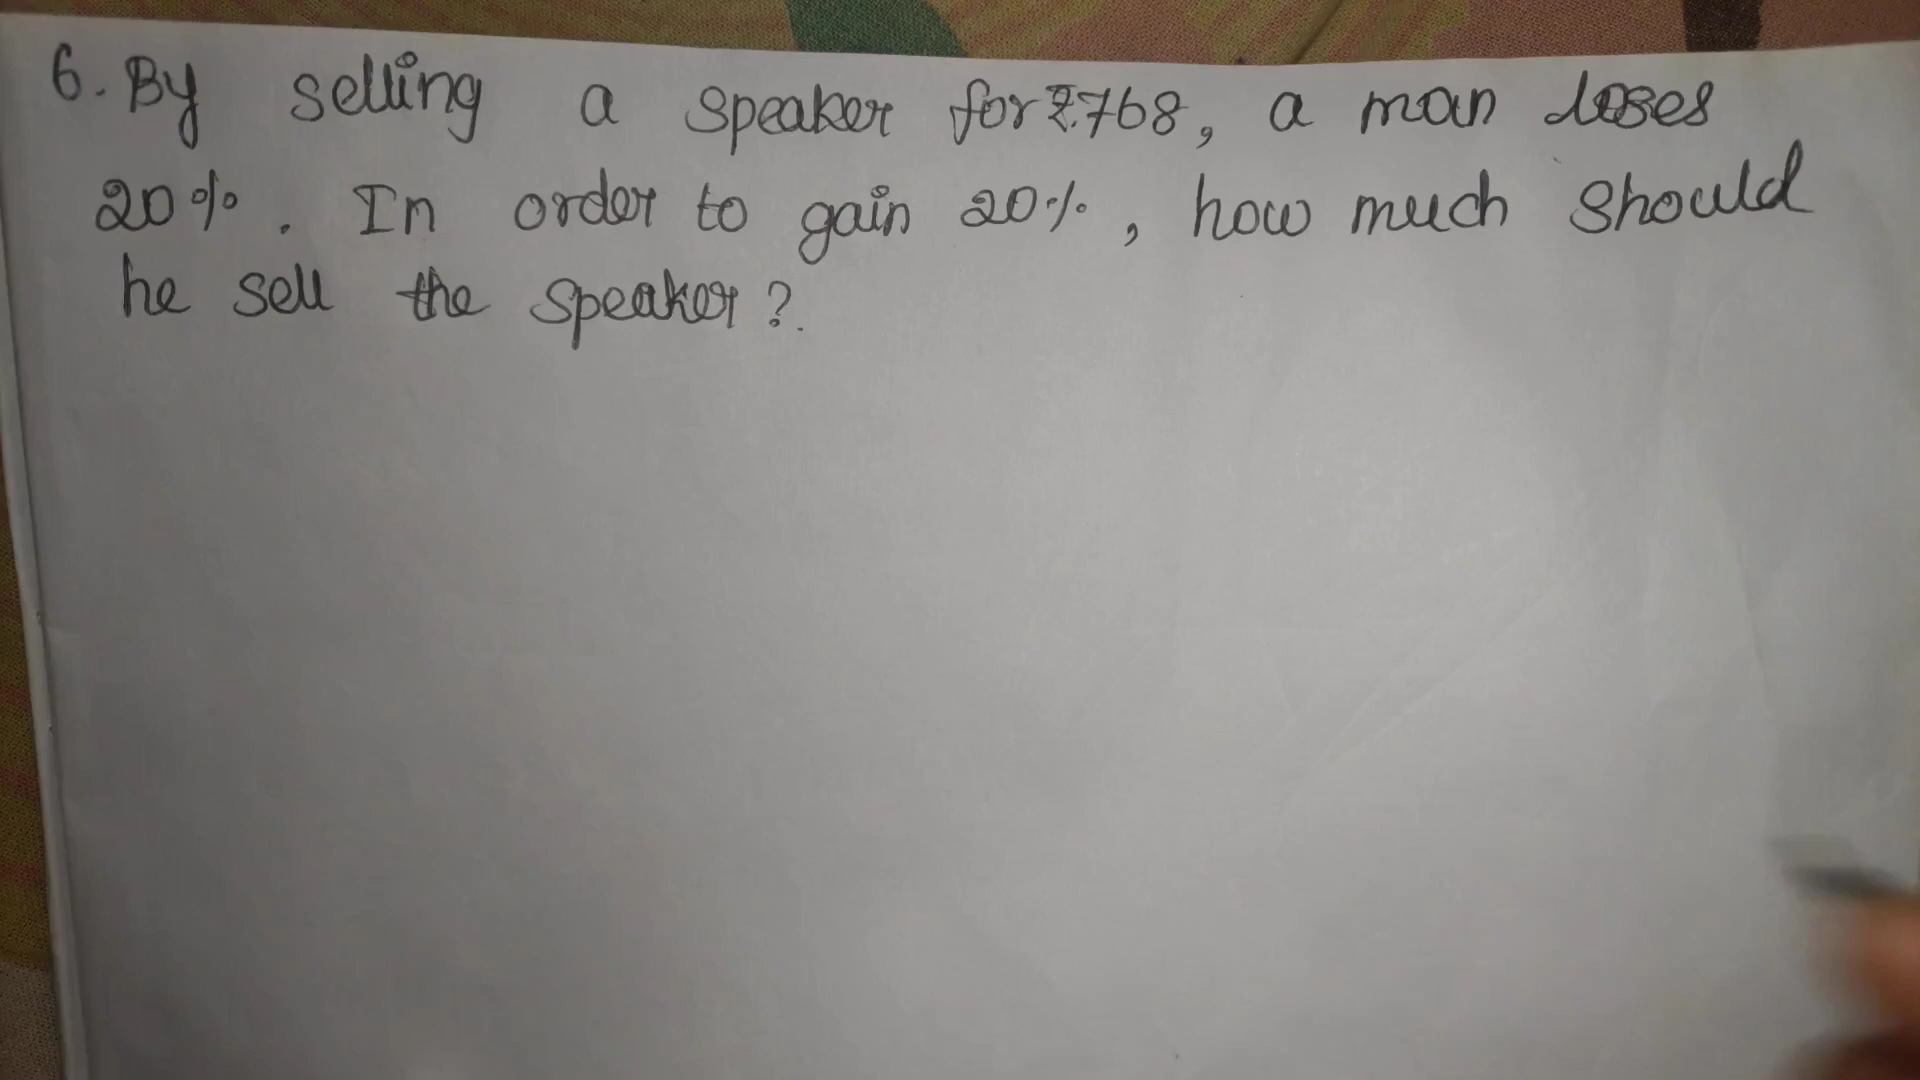 6. By selling a speaker for ₹.768, a man loses
20%. In order to gain 20%, how much should
he sell the speaker?